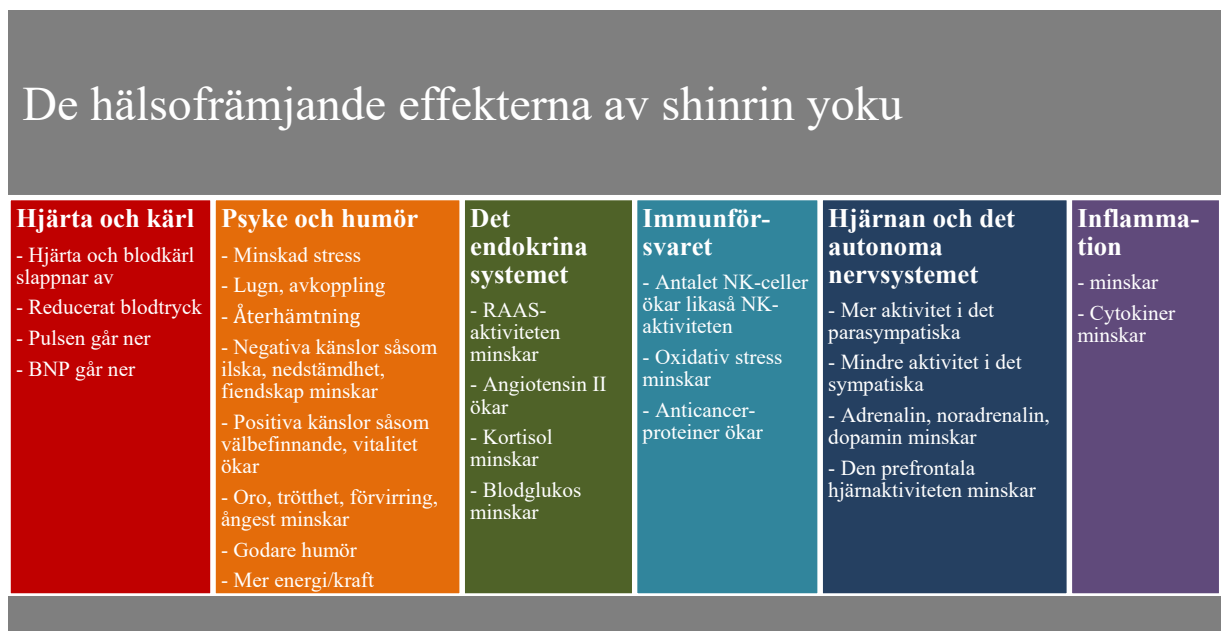 De hälsofrämjande effekterna av shinrin yoku
Hjärta och kärl
- Hjärta och blodkärl
slappnar av
- Reducerat blodtryck
- Pulsen går ner
- BNP går ner
Psyke och humör
- Minskad stress
- Lugn, avkoppling
- Återhämtning
- Negativa känslor såsom
ilska, nedstämdhet,
fiendskap minskar
- Positiva känslor såsom
välbefinnande, vitalitet
ökar
- Oro, trötthet, förvirring,
ångest minskar
- Godare humör
- Mer energi/kraft
Det
endokrina
systemet
- RAAS-
aktiviteten
minskar
- Angiotensin II
ökar
- Kortisol
minskar
- Blodglukos
minskar
Immunför-
svaret
- Antalet NK-celler
ökar likaså NK-
aktiviteten
- Oxidativ stress
minskar
- Anticancer-
proteiner ökar
Hjärnan och det
autonoma
nervsystemet
- Mer aktivitet i det
parasympatiska
- Mindre aktivitet i det
sympatiska
- Adrenalin, noradrenalin,
dopamin minskar
- Den prefrontala
hjärnaktiviteten minskar
Inflamma-
tion
- minskar
- Cytokiner
minskar